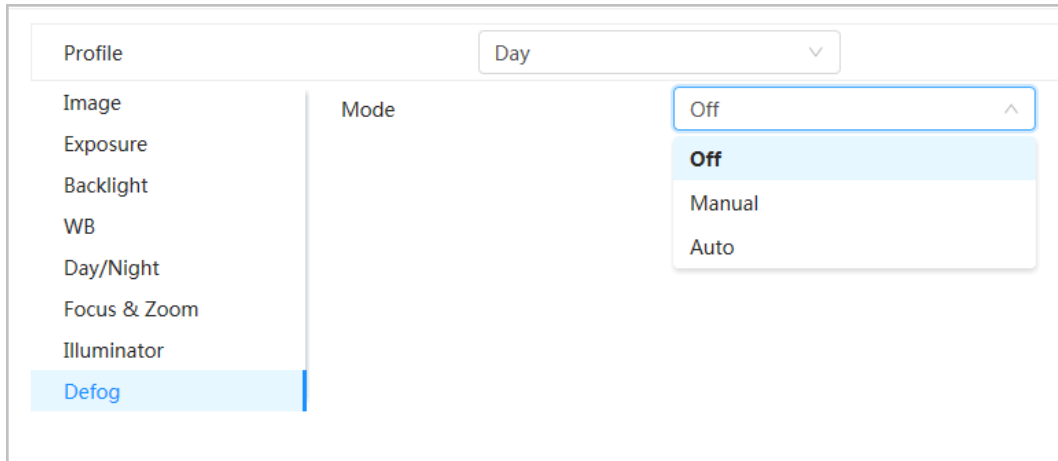 Profile
Day
Image
Mode
Off
Exposure
Off
Backlight
Manual
WB
Auto
Day/Night
Focus & Zoom
Illuminator
Defog